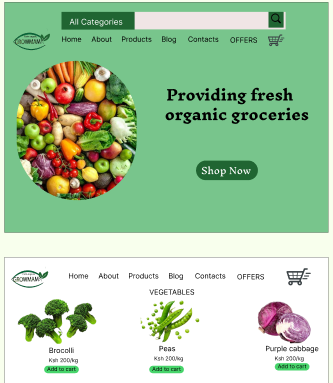 All Categories
GROWMAM
Home About Products Blog Contacts OFFERS
Providing fresh
organic groceries
Shop Now
GROWMAM
Home About Products Blog Contacts OFFERS
VEGETABLES
Brocolli Peas Purple cabbage
Ksh 200/kg Ksh 200/kg Ksh 200/kg
Add to cart Add to cart Add to cart